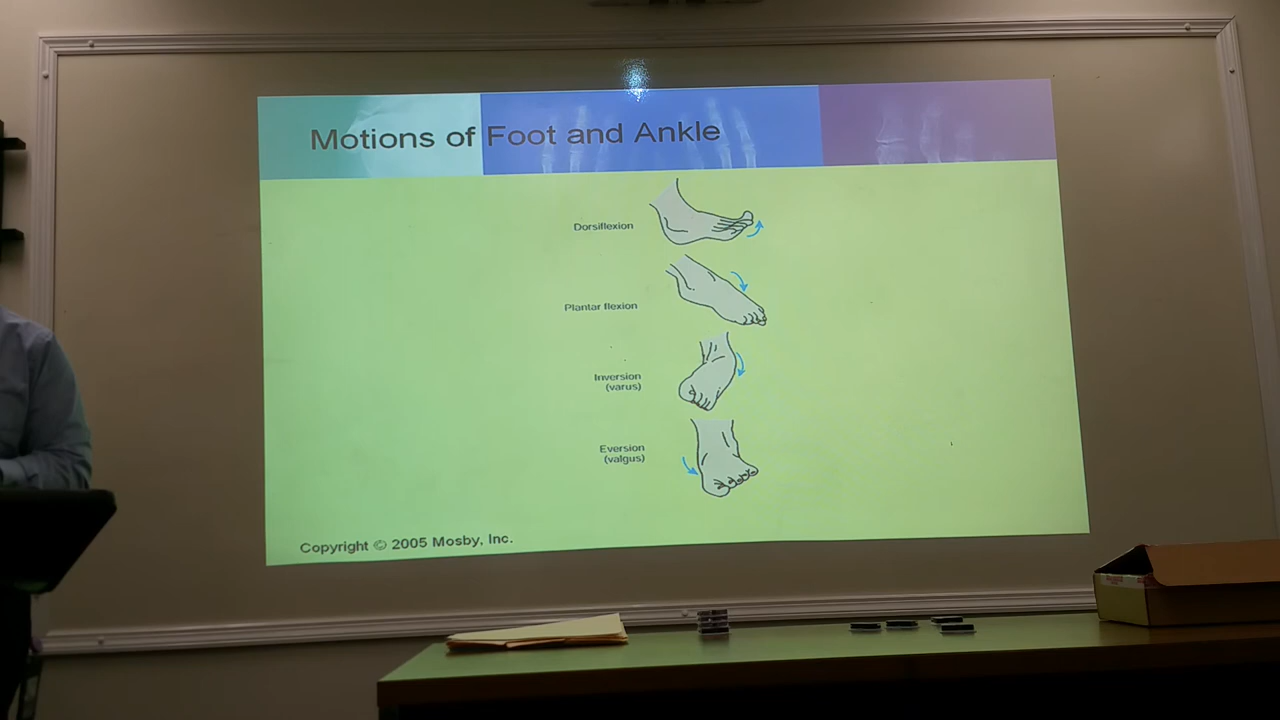 Motions of Foot and Ankle
Dorsiflexion
Plantar flexion
Inversion
(varus)
Eversion
(valgus)
Copyright © 2005 Mosby, Inc.